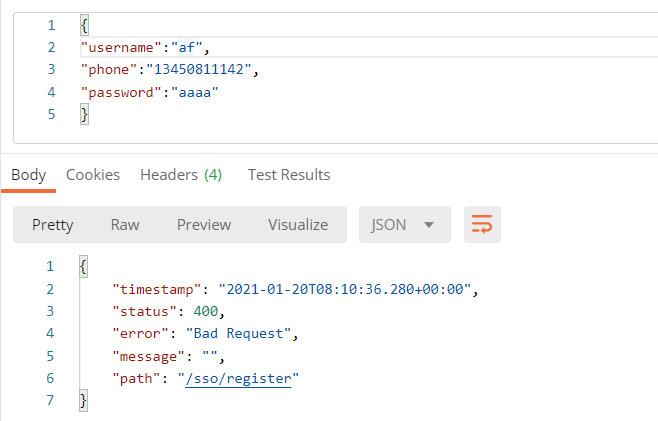 1 {
2 "username":"af",
3 "phone":"13450811142",
4 "password":"aaaa"
5 }
Body Cookies Headers (4) Test Results
Pretty Raw Preview Visualize JSON
1 {
2 "timestamp": "2021-01-20T08:10:36.280+00:00",
3 "status": 400,
4 "error": "Bad Request",
5 "message": "",
6 "path": "/sso/register"
7 }